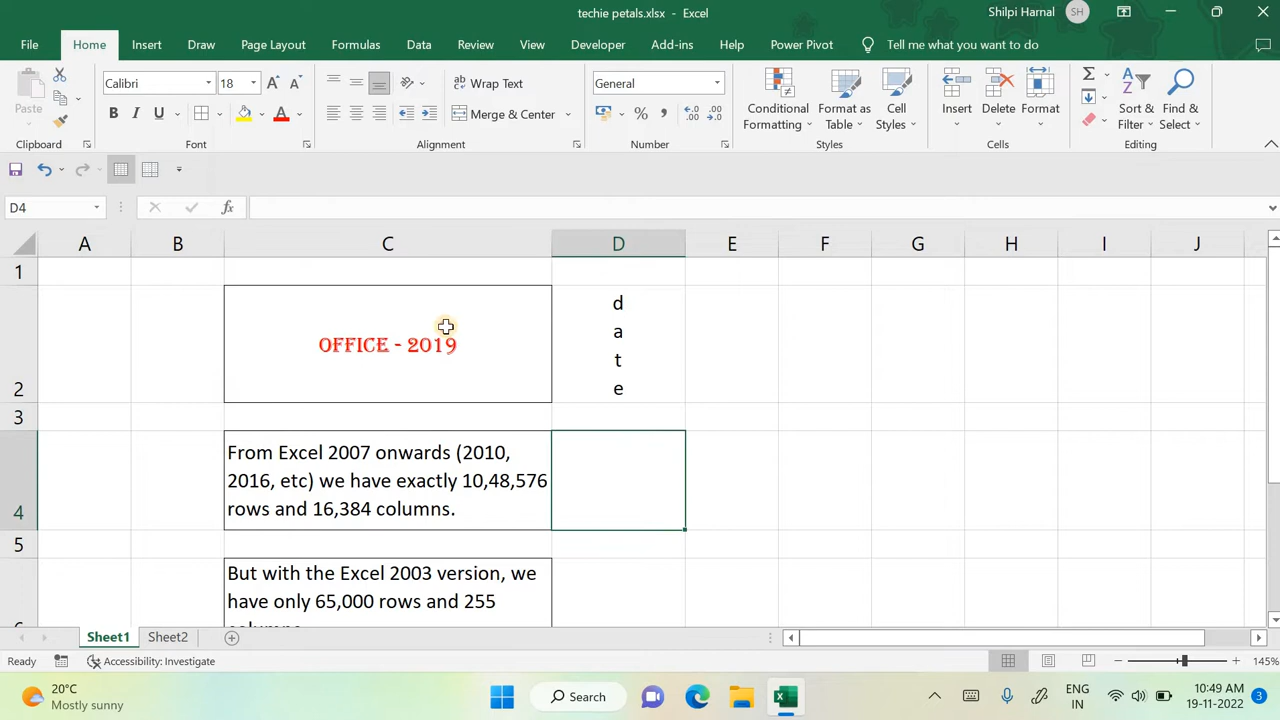 techie petals.xlsx - Excel
Shilpi Harnal SH
File Home Insert Draw Page Layout Formulas Data Review View Developer Add-ins Help Power Pivot Tell me what you want to do
Paste
Calibri 18
B I U A
A A
ab Wrap Text
Merge & Center
General
% ,
Conditional Formatting
Format as Table
Cell Styles
Insert Delete Format
Sort & Filter
Find & Select
Clipboard Font Alignment Number Styles Cells Editing
D4 fx
A B C D E F G H I J
1
2
OFFICE - 2019
d
a
t
e
3
4
From Excel 2007 onwards (2010,
2016, etc) we have exactly 10,48,576
rows and 16,384 columns.
5
But with the Excel 2003 version, we
have only 65,000 rows and 255
Sheet1 Sheet2
Ready Accessibility: Investigate 145%
20°C
Mostly sunny
Search
ENG
IN
10:49 AM
19-11-2022
3